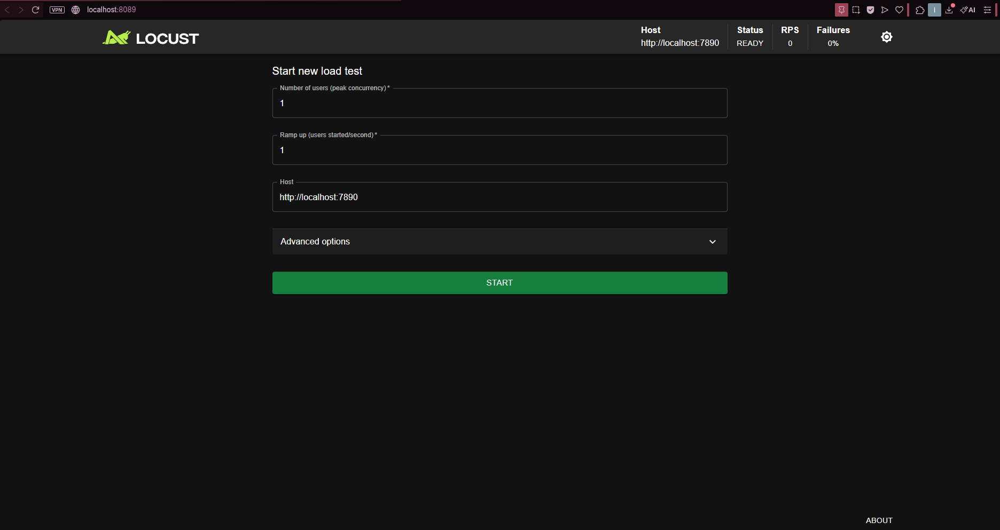 VPN localhost:8089 AI
LOCUST
Host Status RPS Failures
http://localhost:7890 READY 0 0%
Start new load test
Number of users (peak concurrency) *
1
Ramp up (users started/second) *
1
Host
http://localhost:7890
Advanced options
START
ABOUT